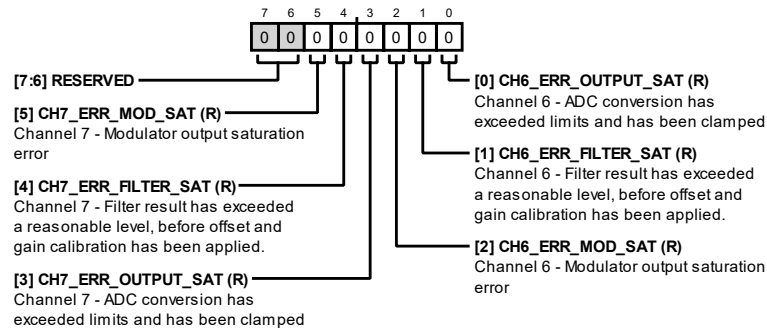 7 6 5 4 3 2 1 0
0 0 0 0 0 0 0 0
[7:6] RESERVED
[5] CH7_ERR_MOD_SAT (R)
Channel 7 - Modulator output saturation
error
[4] CH7_ERR_FILTER_SAT (R)
Channel 7 - Filter result has exceeded
a reasonable level, before offset and
gain calibration has been applied.
[3] CH7_ERR_OUTPUT_SAT (R)
Channel 7 - ADC conversion has
exceeded limits and has been clamped
[0] CH6_ERR_OUTPUT_SAT (R)
Channel 6 - ADC conversion has
exceeded limits and has been clamped
[1] CH6_ERR_FILTER_SAT (R)
Channel 6 - Filter result has exceeded
a reasonable level, before offset and
gain calibration has been applied.
[2] CH6_ERR_MOD_SAT (R)
Channel 6 - Modulator output saturation
error